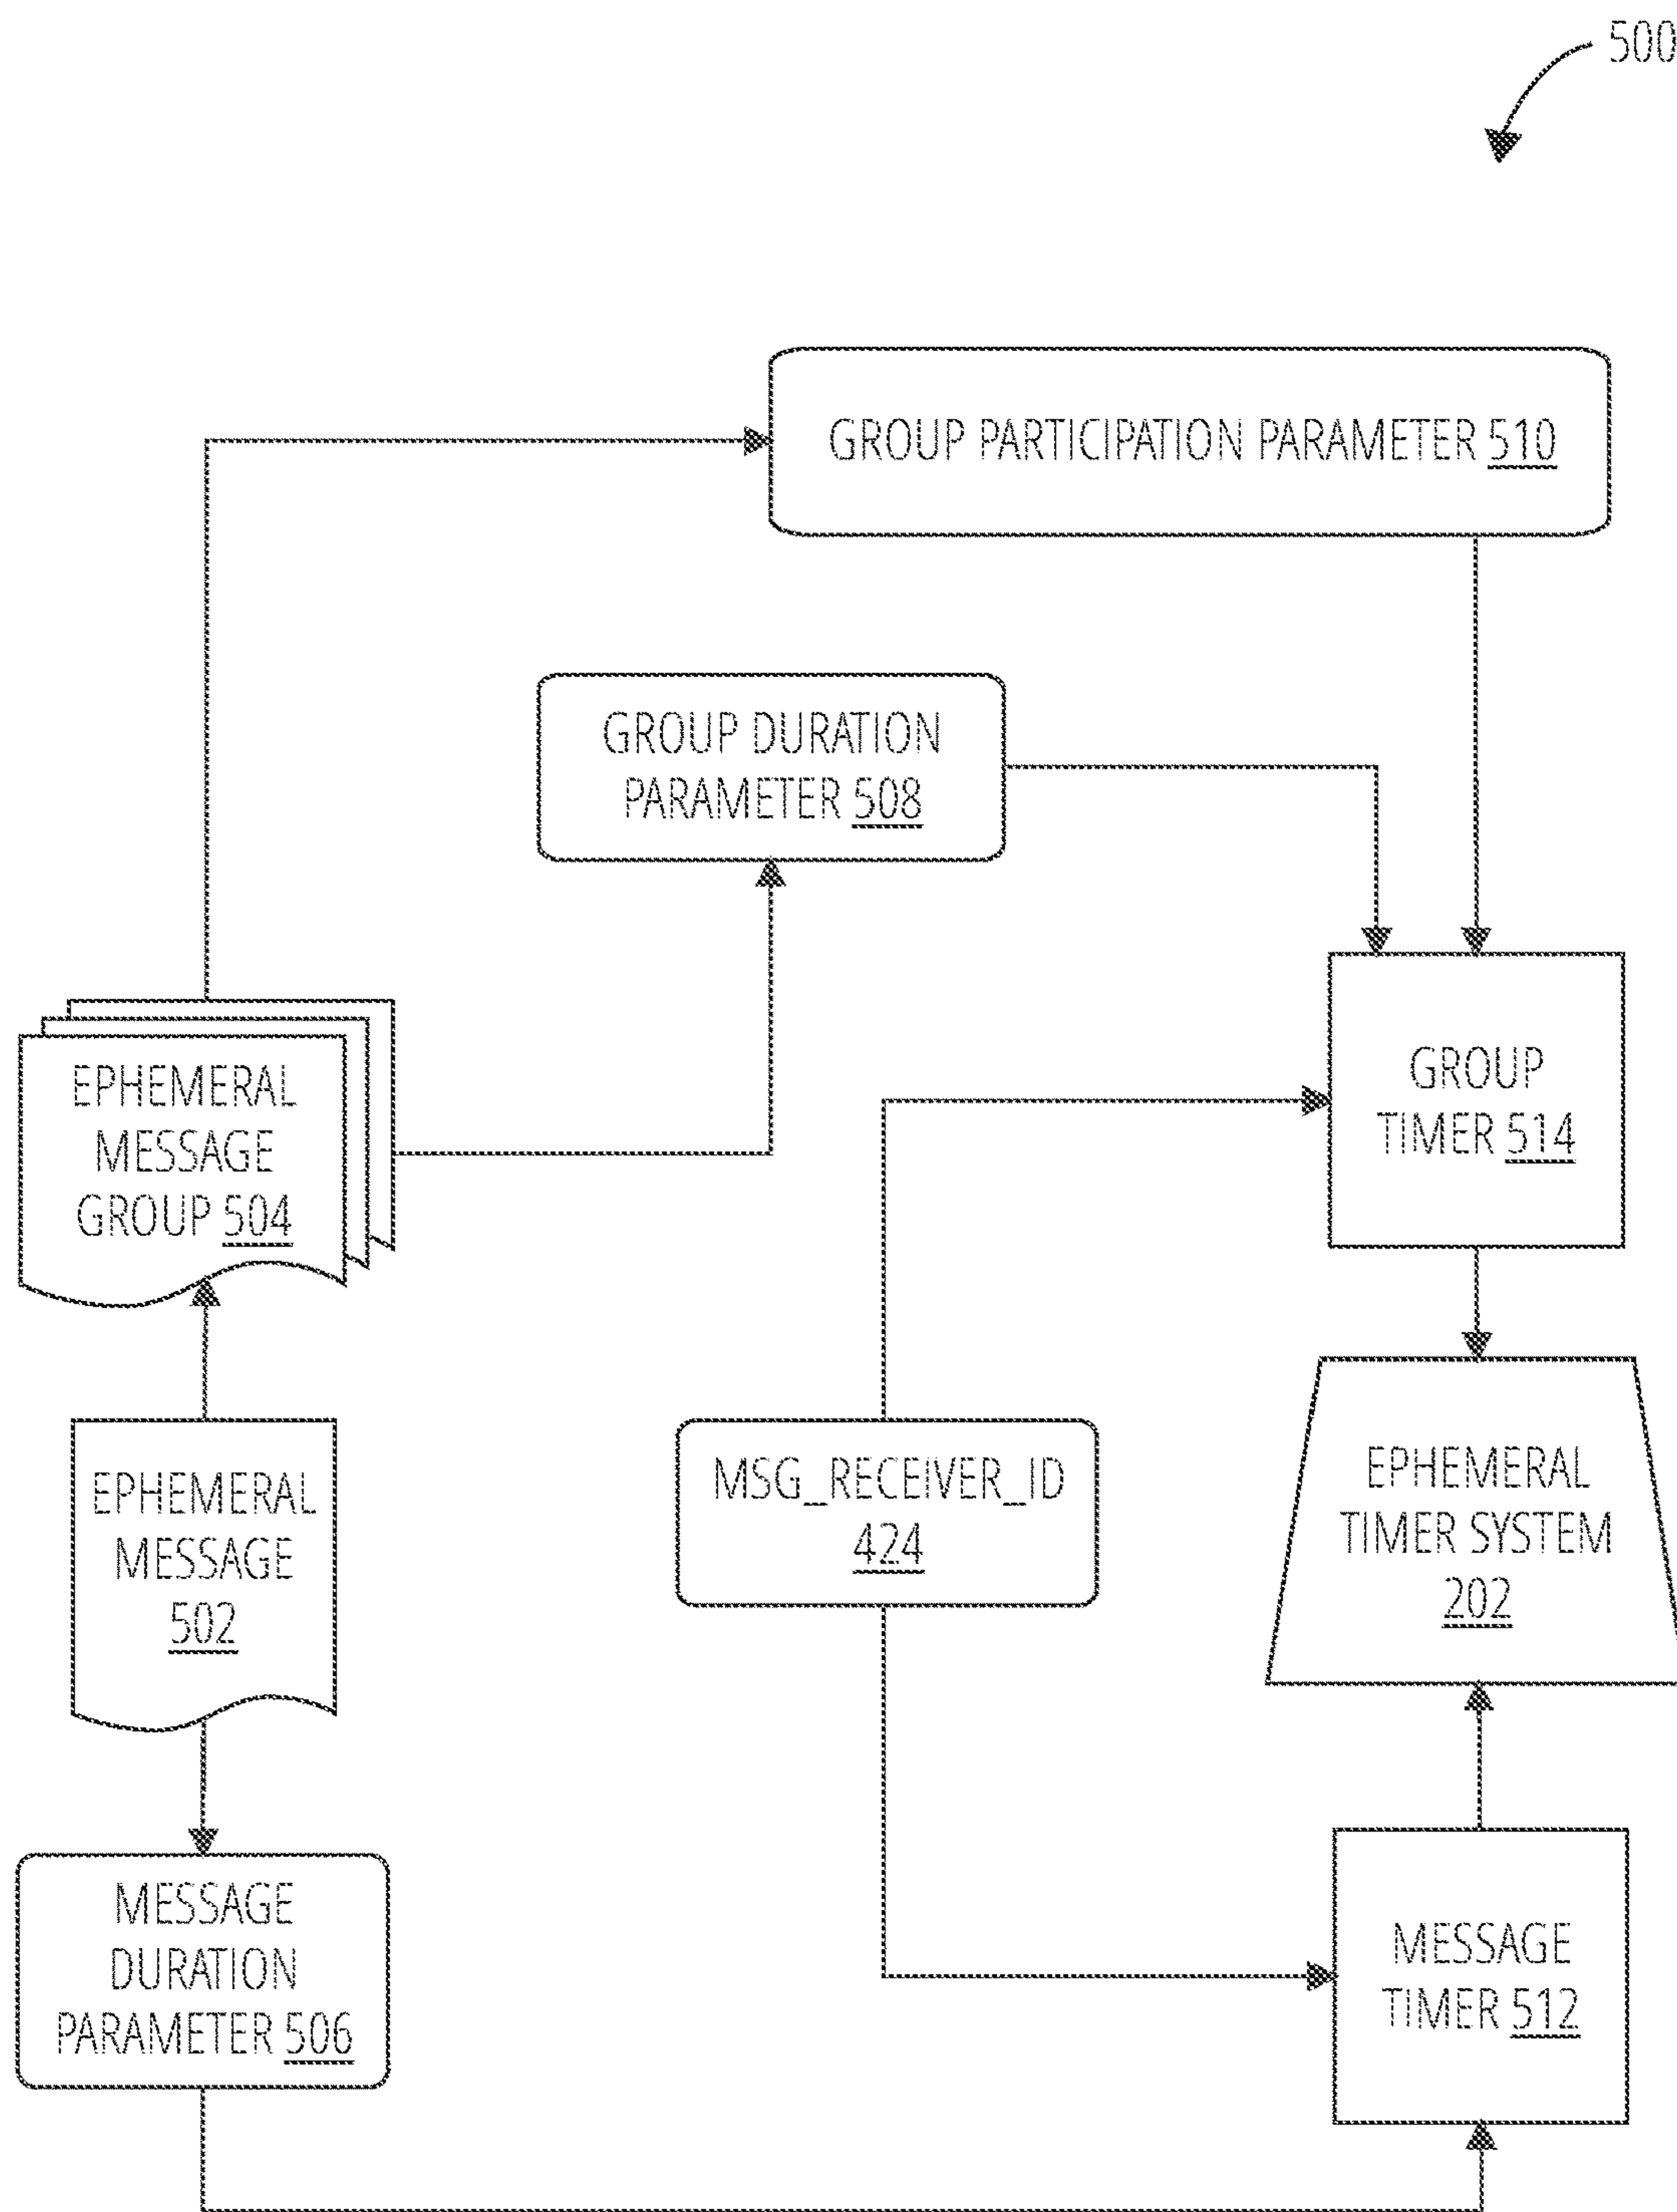 500
GROUP PARTICIPATION PARAMETER 510
GROUP DURATION
PARAMETER 508
EPHEMERAL
MESSAGE
GROUP 504
GROUP
TIMER 514
EPHEMERAL
MESSAGE
502
MSG_RECEIVER_ID
424
EPHEMERAL
TIMER SYSTEM
202
MESSAGE
DURATION
PARAMETER 506
MESSAGE
TIMER 512